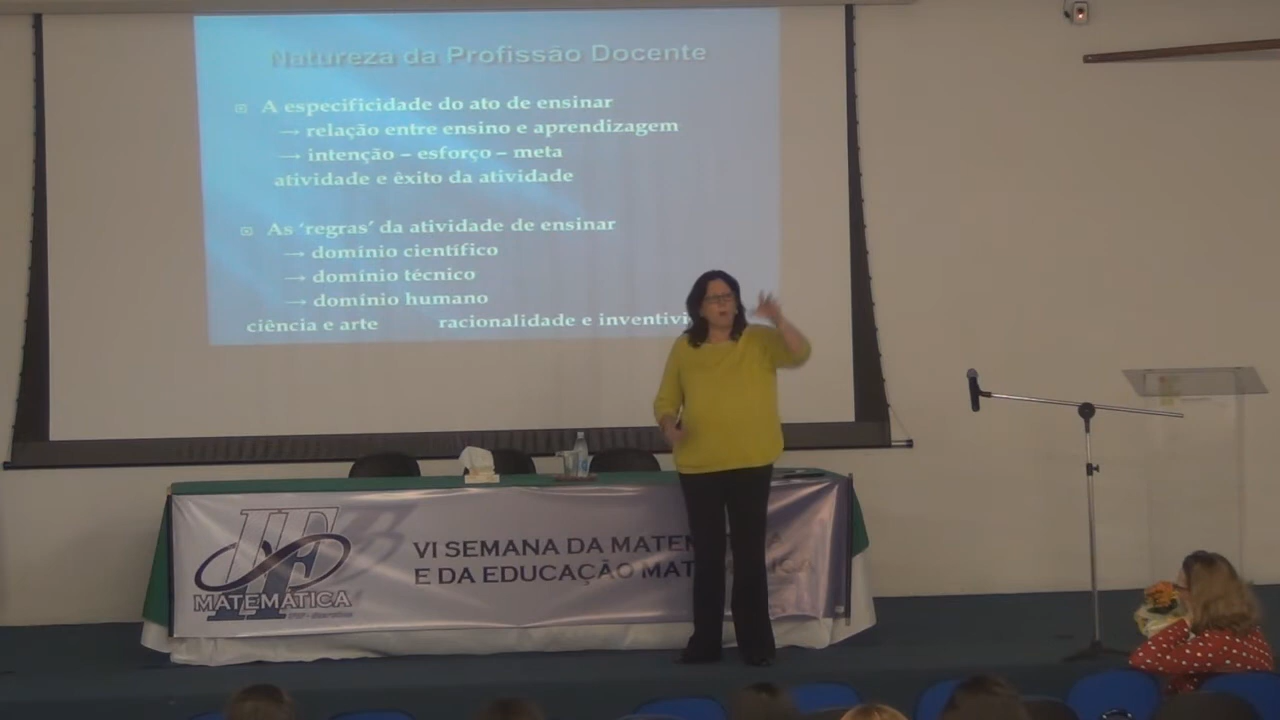 Natureza da Profissão Docente
A especificidade do ato de ensinar
→ relação entre ensino e aprendizagem
→ intenção – esforço – meta
atividade e êxito da atividade
As ‘regras’ da atividade de ensinar
→ domínio científico
→ domínio técnico
→ domínio humano
ciência e arte racionalidade e inventivi
IF
MATEMÁTICA
VI SEMANA DA MATEM
E DA EDUCAÇÃO MAT